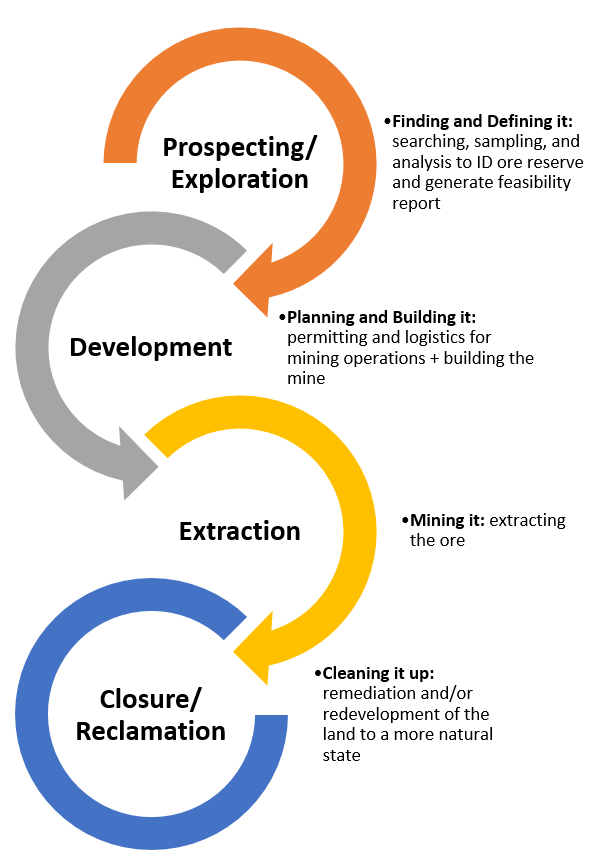 Prospecting/
Exploration
•Finding and Defining it:
searching, sampling, and
analysis to ID ore reserve
and generate feasibility
report
Development
•Planning and Building it:
permitting and logistics for
mining operations + building the
mine
Extraction
•Mining it: extracting
the ore
Closure/
Reclamation
•Cleaning it up:
remediation and/or
redevelopment of the
land to a more natural
state